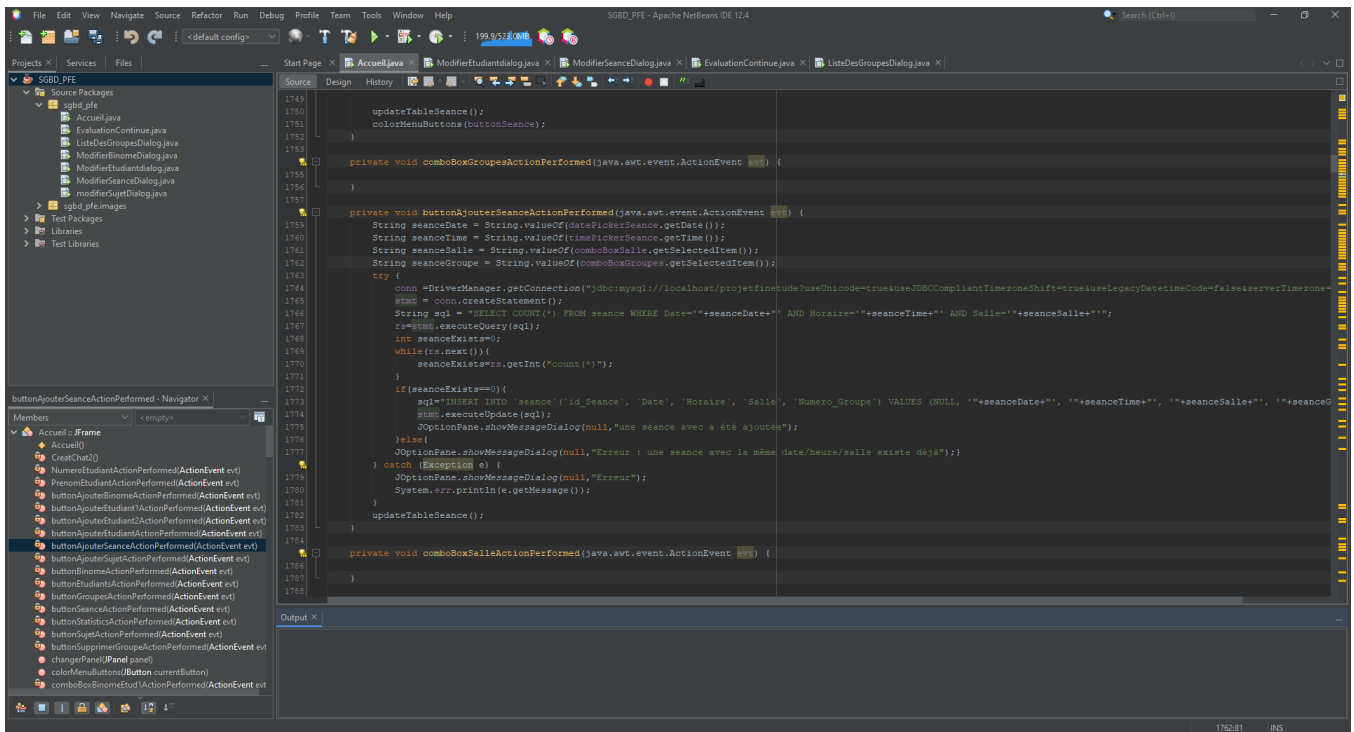 File Edit View Navigate Source Refactor Run Debug Profile Team Tools Window Help
SGBD_PFE - Apache NetBeans IDE 12.4
Search (Ctrl+I)
<default config>
199.9/523.0MB
Projects Services Files
Start Page Accueil.java ModifierEtudiantdialog.java ModifierSeanceDialog.java EvaluationContinue.java ListeDesGroupesDialog.java
SGBD_PFE
Source Packages
sgbd_pfe
Accueil.java
EvaluationContinue.java
ListeDesGroupesDialog.java
ModifierBinomeDialog.java
ModifierEtudiantdialog.java
ModifierSeanceDialog.java
modifierSujetDialog.java
sgbd_pfe.images
Test Packages
Libraries
Test Libraries
Source Design History
1749
1750 updateTableSeance();
1751 colorMenuButtons(buttonSeance);
1752 }
1753
private void comboBoxGroupesActionPerformed(java.awt.event.ActionEvent evt) {
1755
1756 }
1757
private void buttonAjouterSeanceActionPerformed(java.awt.event.ActionEvent evt) {
1759 String seanceDate = String.valueOf(datePickerSeance.getDate());
1760 String seanceTime = String.valueOf(timePickerSeance.getTime());
1761 String seanceSalle = String.valueOf(comboBoxSalle.getSelectedItem());
1762 String seanceGroupe = String.valueOf(comboBoxGroupes.getSelectedItem());
1763 try {
1764 conn =DriverManager.getConnection("jdbc:mysql://localhost/projetfinetude?useUnicode=true&useJDBCCompliantTimezoneShift=true&useLegacyDatetimeCode=false&serverTimezone=
1765 stmt = conn.createStatement();
1766 String sql = "SELECT COUNT(*) FROM seance WHERE Date='"+seanceDate+"' AND Horaire='"+seanceTime+"' AND Salle='"+seanceSalle+"'";
1767 rs=stmt.executeQuery(sql);
1768 int seanceExists=0;
1769 while(rs.next()){
1770 seanceExists=rs.getInt("count(*)");
1771 }
1772 if(seanceExists==0){
1773 sql="INSERT INTO `seance`(`id_Seance`, `Date`, `Horaire`, `Salle`, `Numero_Groupe`) VALUES (NULL, '"+seanceDate+"', '"+seanceTime+"', '"+seanceSalle+"', '"+seanceG
1774 stmt.executeUpdate(sql);
1775 JOptionPane.showMessageDialog(null,"une séance avec a été ajoutée");
1776 }else{
1777 JOptionPane.showMessageDialog(null,"Erreur : une seance avec la même date/heure/salle existe déjà");}
} catch (Exception e) {
1779 JOptionPane.showMessageDialog(null,"Erreur");
1780 System.err.println(e.getMessage());
1781 }
1782 updateTableSeance();
1783 }
1784
private void comboBoxSalleActionPerformed(java.awt.event.ActionEvent evt) {
1786
1787 }
1788
buttonAjouterSeanceActionPerformed - Navigator
Members <empty>
Accueil :: JFrame
Accueil()
CreatChat2()
NumeroEtudiantActionPerformed(ActionEvent evt)
PrenomEtudiantActionPerformed(ActionEvent evt)
buttonAjouterBinomeActionPerformed(ActionEvent evt)
buttonAjouterEtudiant1ActionPerformed(ActionEvent evt)
buttonAjouterEtudiant2ActionPerformed(ActionEvent evt)
buttonAjouterEtudiantActionPerformed(ActionEvent evt)
buttonAjouterSeanceActionPerformed(ActionEvent evt)
buttonAjouterSujetActionPerformed(ActionEvent evt)
buttonBinomeActionPerformed(ActionEvent evt)
buttonEtudiantsActionPerformed(ActionEvent evt)
buttonGroupesActionPerformed(ActionEvent evt)
buttonSeanceActionPerformed(ActionEvent evt)
buttonStatisticsActionPerformed(ActionEvent evt)
buttonSujetActionPerformed(ActionEvent evt)
buttonSupprimerGroupeActionPerformed(ActionEvent evt
changerPanel(JPanel panel)
colorMenuButtons(JButton currentButton)
comboBoxBinomeEtud1ActionPerformed(ActionEvent evt
Output
1762:81 INS